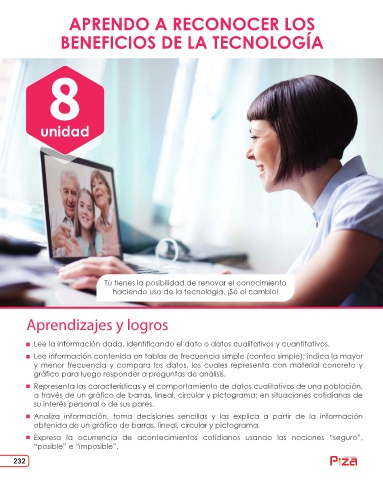 APRENDO A RECONOCER LOS
BENEFICIOS DE LA TECNOLOGÍA
8
unidad
Tú tienes la posibilidad de renovar el conocimiento
haciendo uso de la tecnología. ¡Sé el cambio!
Aprendizajes y logros
Lee la información dada, identificando el dato o datos cualitativos y cuantitativos.
Lee información contenida en tablas de frecuencia simple (conteo simple); indica la mayor
y menor frecuencia y compara los datos, los cuales representa con material concreto y
gráfico para luego responder a preguntas de análisis.
Representa las características y el comportamiento de datos cualitativos de una población,
a través de un gráfico de barras, lineal, circular y pictograma; en situaciones cotidianas de
su interés personal o de sus pares.
Analiza información, toma decisiones sencillas y las explica a partir de la información
obtenida de un gráfico de barras, lineal, circular y pictograma.
Expresa la ocurrencia de acontecimientos cotidianos usando las nociones “seguro”,
“posible” e “imposible”.
232